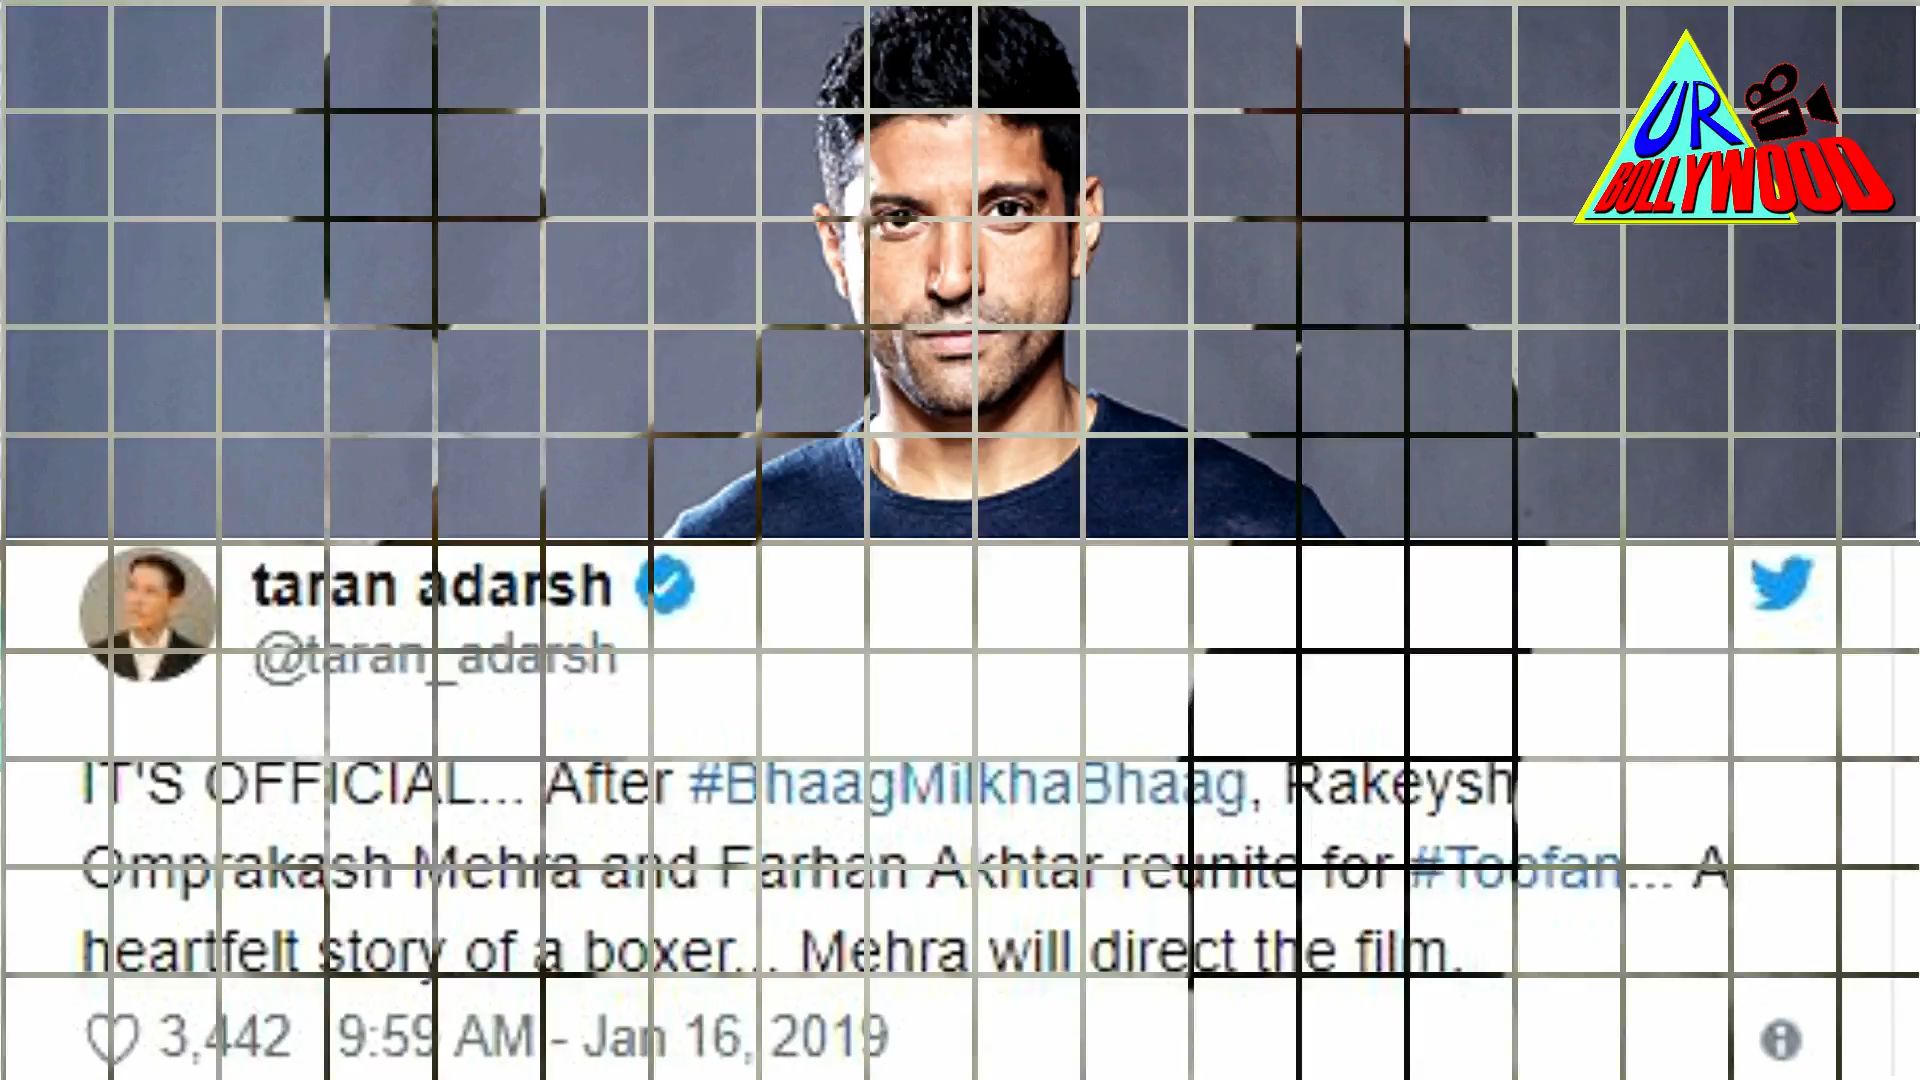 UR
BOLLYWOOD
taran adarsh
@taran_adarsh
IT'S OFFICIAL... After #BhaagMilkhaBhaag, Rakeysh
Omprakash Mehra and Farhan Akhtar reunite for #Toofan... A
heartfelt story of a boxer... Mehra will direct the film.
3,442 9:59 AM - Jan 16, 2019